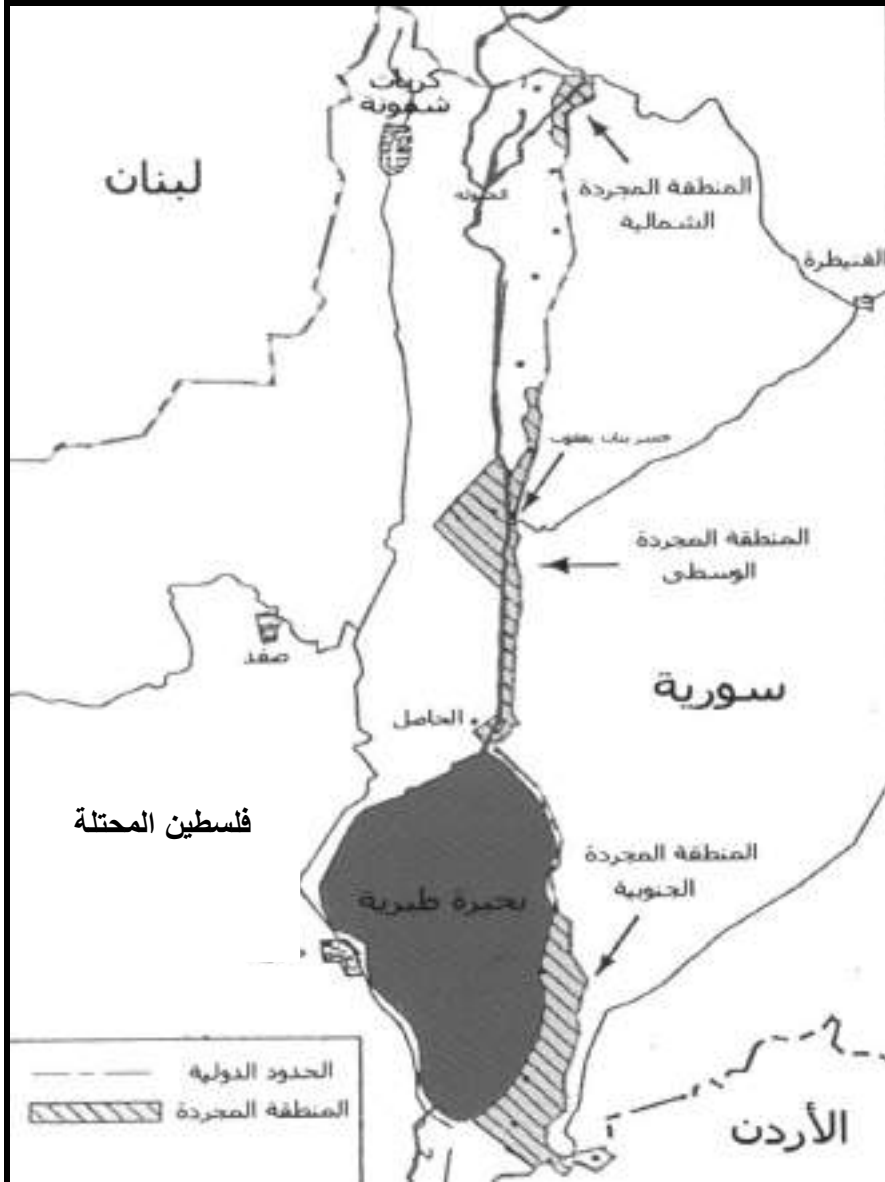 كريات
شمونة
لبنان
المنطقة المجردة
الشمالية
الحولة
القنيطرة
جسر بنات يعقوب
المنطقة المجردة
الوسطى
صفد
سورية
الحاصل
فلسطين المحتلة
المنطقة المجردة
الجنوبية
بحيرة طبرية
الحدود الدولية
المنطقة المجردة
الأردن